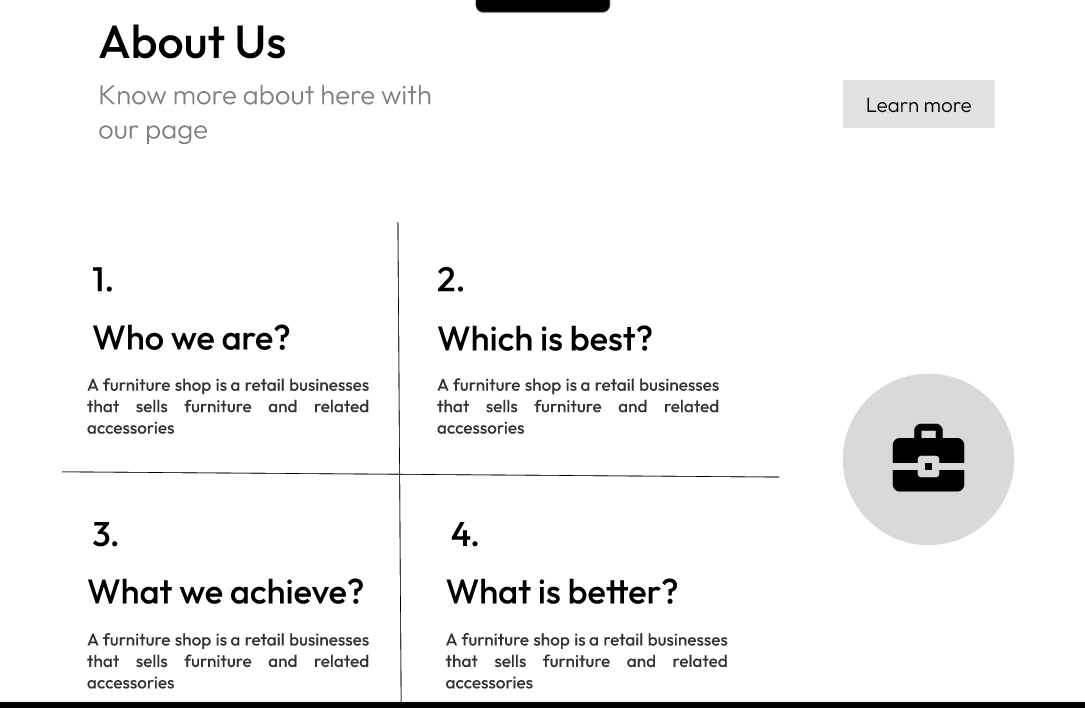 About Us
Know more about here with
our page
Learn more
1.
Who we are?
A furniture shop is a retail businesses
that sells furniture and related
accessories
2.
Which is best?
A furniture shop is a retail businesses
that sells furniture and related
accessories
3.
What we achieve?
A furniture shop is a retail businesses
that sells furniture and related
accessories
4.
What is better?
A furniture shop is a retail businesses
that sells furniture and related
accessories